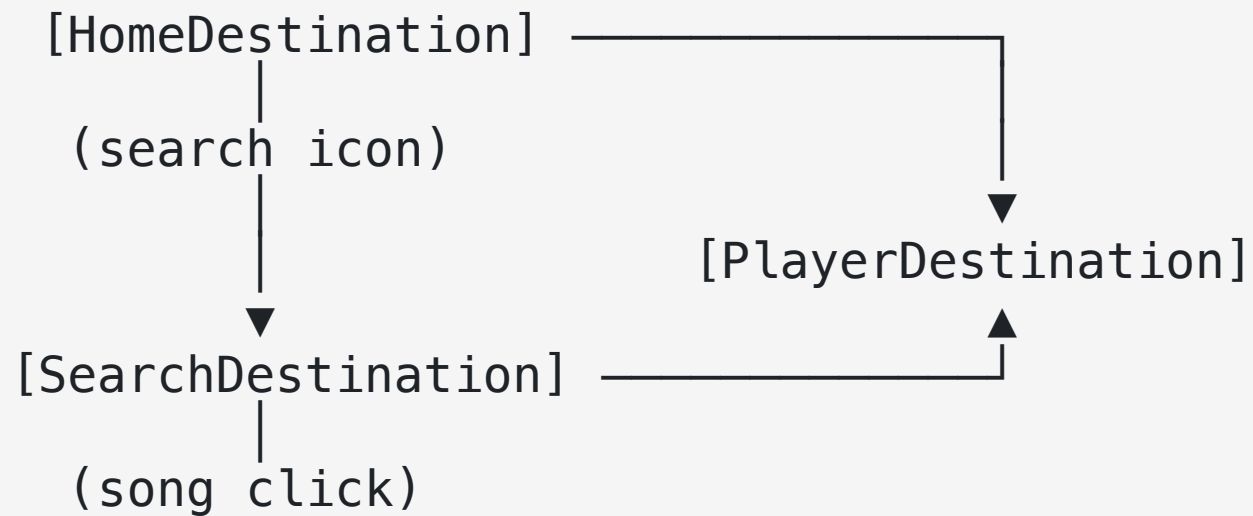 [HomeDestination]
(search icon)
[PlayerDestination]
[SearchDestination]
(song click)